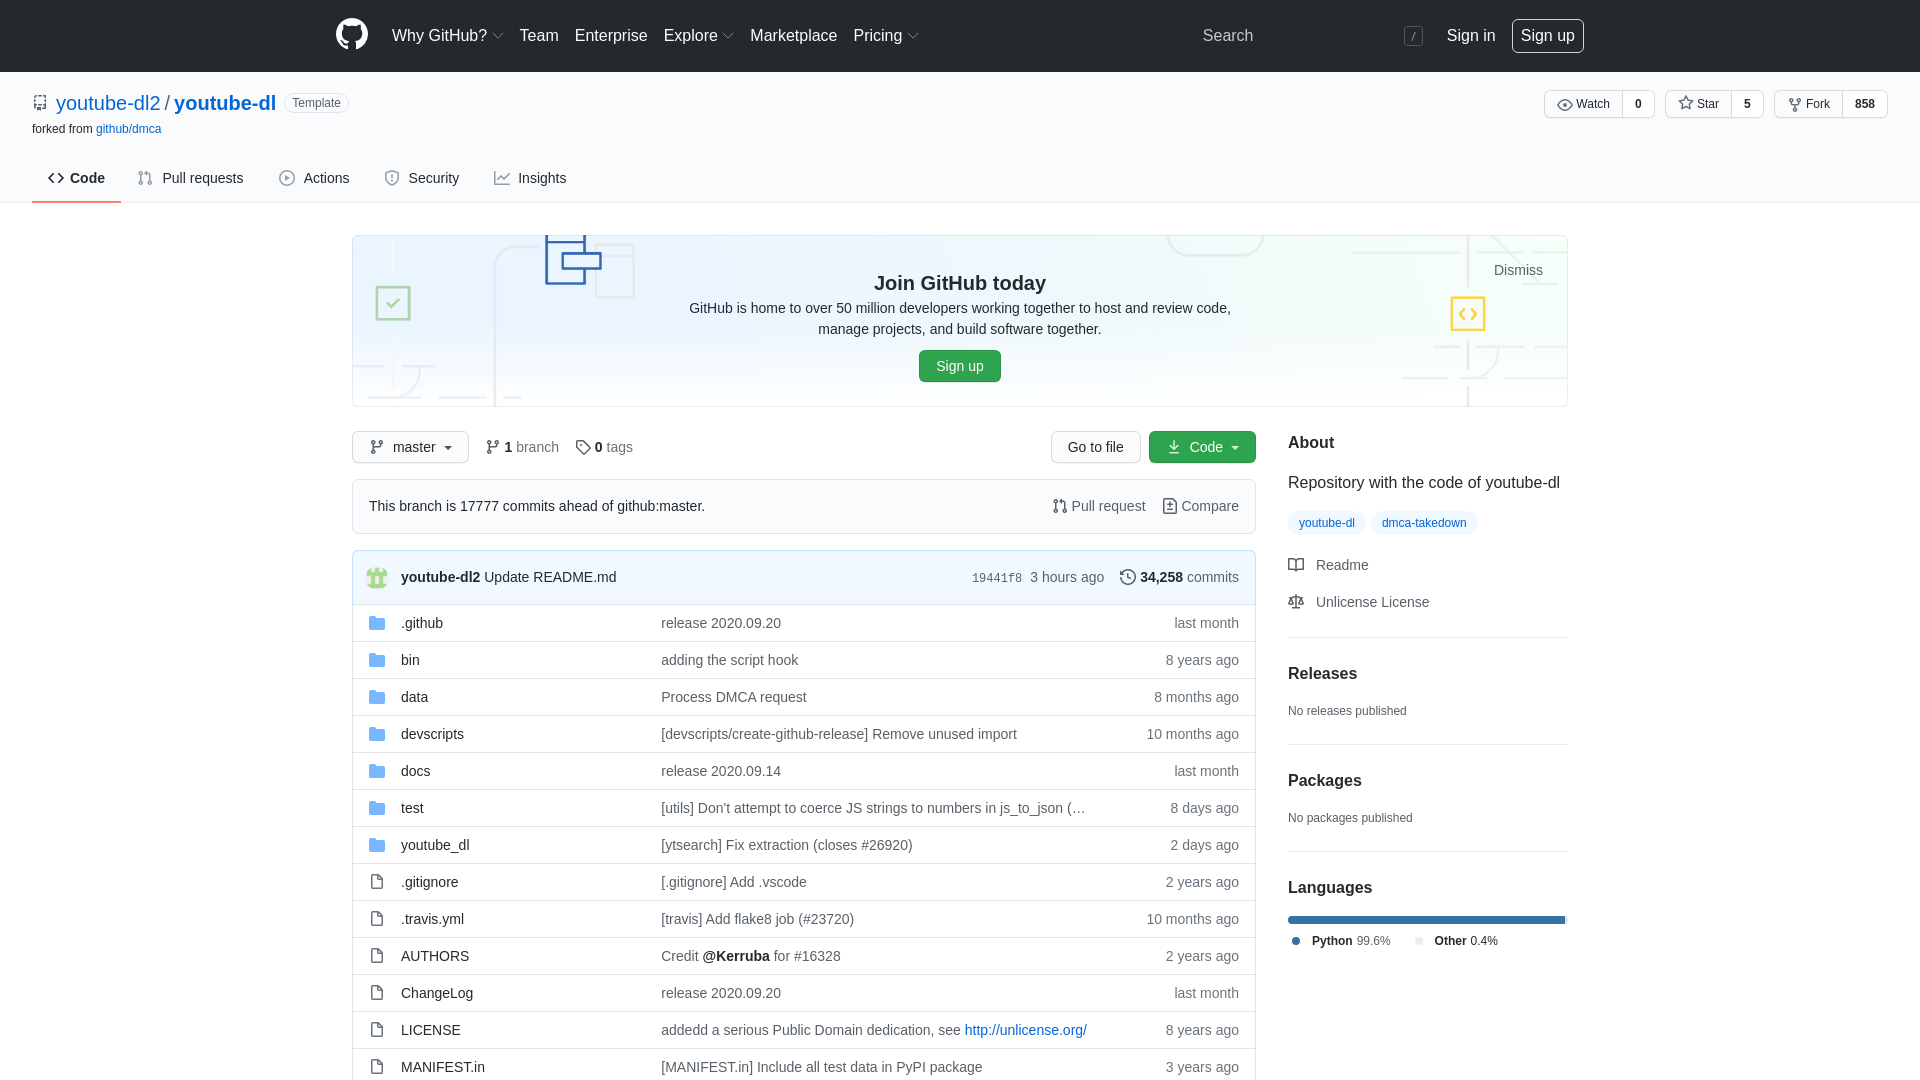 Why GitHub? Team Enterprise Explore Marketplace Pricing Search / Sign in Sign up
youtube-dl2 / youtube-dl Template Watch 0 Star 5 Fork 858
forked from github/dmca
Code Pull requests Actions Security Insights
Dismiss
Join GitHub today
GitHub is home to over 50 million developers working together to host and review code,
manage projects, and build software together.
Sign up
master 1 branch 0 tags Go to file Code
This branch is 17777 commits ahead of github:master. Pull request Compare
youtube-dl2 Update README.md 19441f8 3 hours ago 34,258 commits
.github release 2020.09.20 last month
bin adding the script hook 8 years ago
data Process DMCA request 8 months ago
devscripts [devscripts/create-github-release] Remove unused import 10 months ago
docs release 2020.09.14 last month
test [utils] Don't attempt to coerce JS strings to numbers in js_to_json (… 8 days ago
youtube_dl [ytsearch] Fix extraction (closes #26920) 2 days ago
.gitignore [.gitignore] Add .vscode 2 years ago
.travis.yml [travis] Add flake8 job (#23720) 10 months ago
AUTHORS Credit @Kerruba for #16328 2 years ago
ChangeLog release 2020.09.20 last month
LICENSE addedd a serious Public Domain dedication, see http://unlicense.org/ 8 years ago
MANIFEST.in [MANIFEST.in] Include all test data in PyPI package 3 years ago
About
Repository with the code of youtube-dl
youtube-dl dmca-takedown
Readme
Unlicense License
Releases
No releases published
Packages
No packages published
Languages
Python 99.6% Other 0.4%